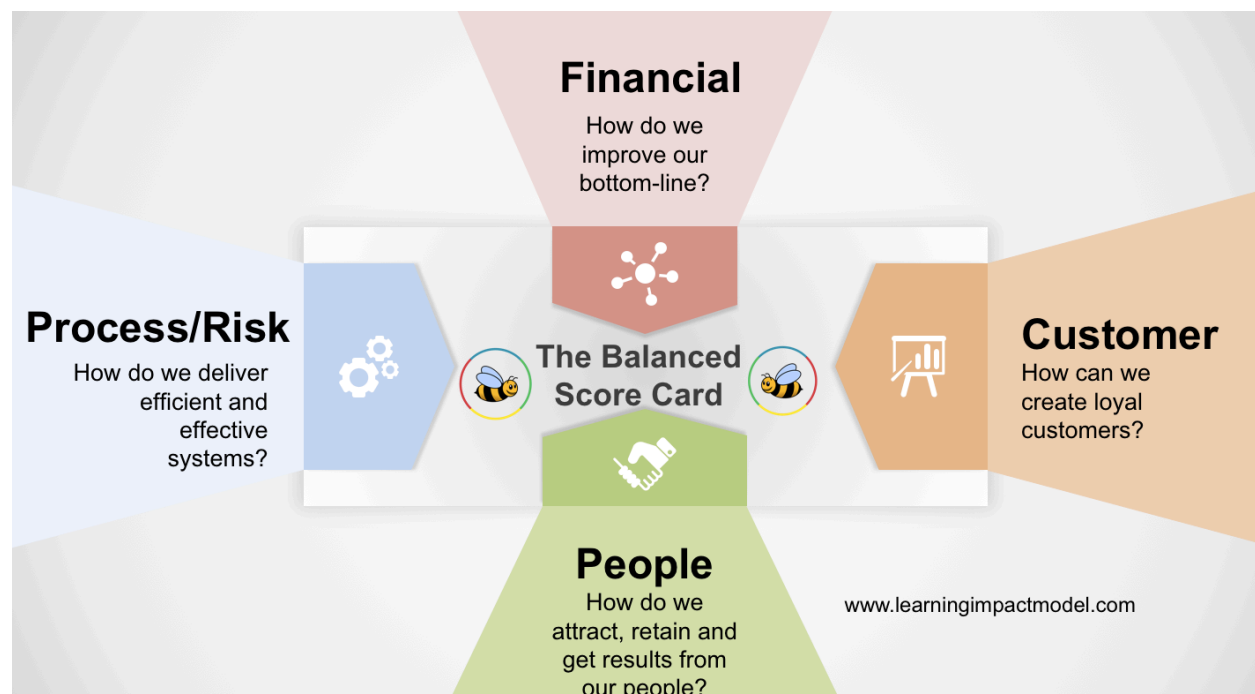 Financial
How do we
improve our
bottom-line?
Process/Risk
How do we deliver
efficient and
effective
systems?
The Balanced
Score Card
Customer
How can we
create loyal
customers?
People
How do we
attract, retain and
get results from
our people?
www.learningimpactmodel.com